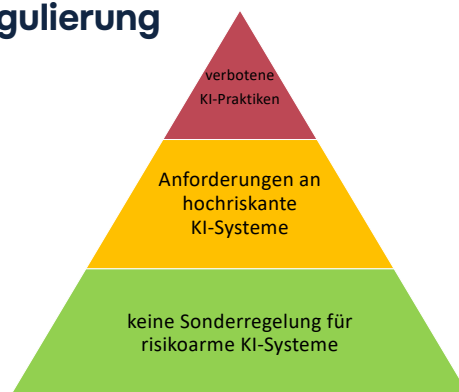 gulierung
verbotene
KI-Praktiken
Anforderungen an
hochriskante
KI-Systeme
keine Sonderregelung für
risikoarme KI-Systeme